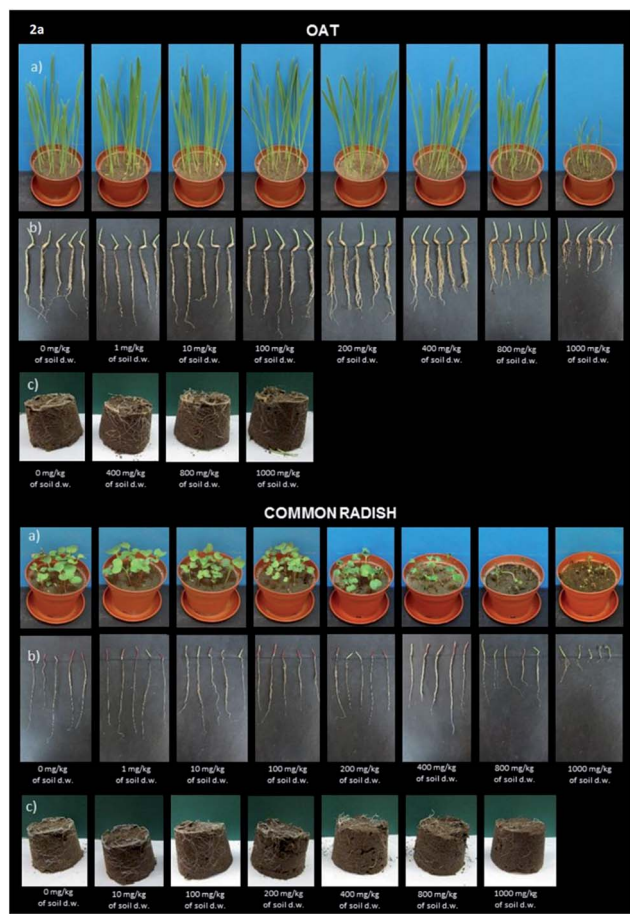 2a
OAT
a)
b)
0 mg/kg
of soil d.w.
1 mg/kg
of soil d.w.
10 mg/kg
of soil d.w.
100 mg/kg
of soil d.w.
200 mg/kg
of soil d.w.
400 mg/kg
of soil d.w.
800 mg/kg
of soil d.w.
1000 mg/kg
of soil d.w.
c)
0 mg/kg
of soil d.w.
400 mg/kg
of soil d.w.
800 mg/kg
of soil d.w.
1000 mg/kg
of soil d.w.
COMMON RADISH
a)
b)
0 mg/kg
of soil d.w.
1 mg/kg
of soil d.w.
10 mg/kg
of soil d.w.
100 mg/kg
of soil d.w.
200 mg/kg
of soil d.w.
400 mg/kg
of soil d.w.
800 mg/kg
of soil d.w.
1000 mg/kg
of soil d.w.
c)
0 mg/kg
of soil d.w.
10 mg/kg
of soil d.w.
100 mg/kg
of soil d.w.
200 mg/kg
of soil d.w.
400 mg/kg
of soil d.w.
800 mg/kg
of soil d.w.
1000 mg/kg
of soil d.w.